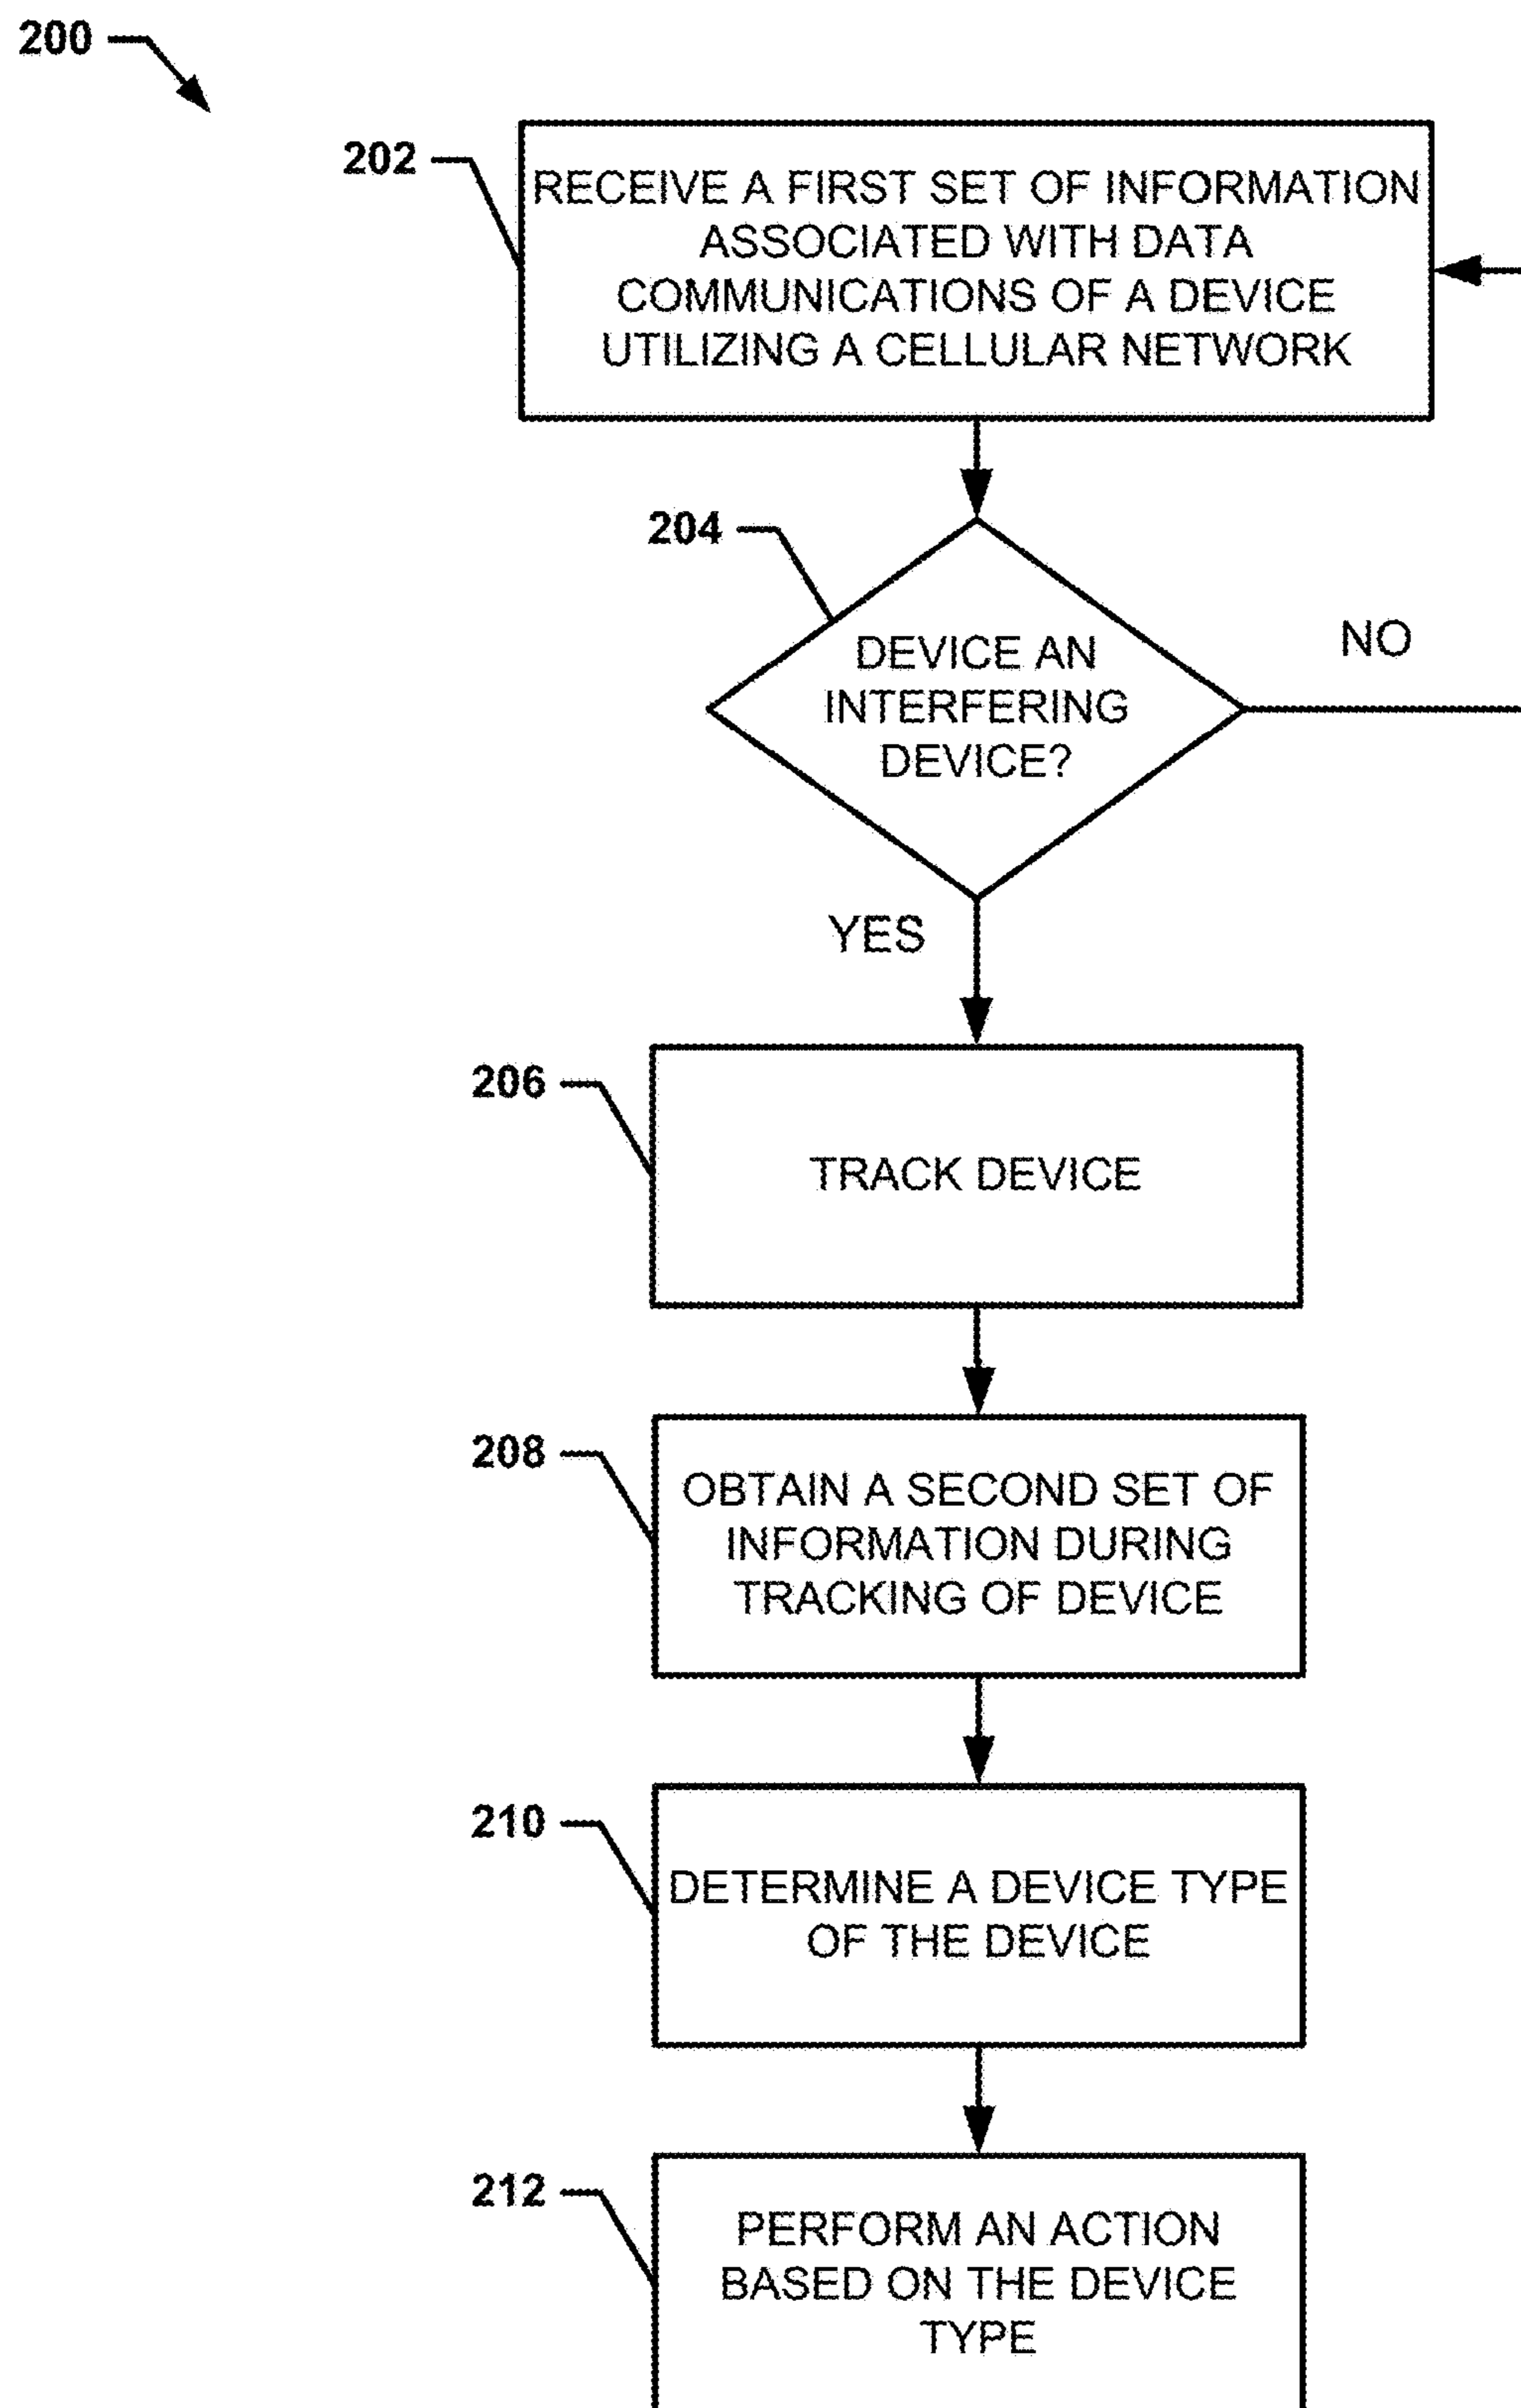 200
202
RECEIVE A FIRST SET OF INFORMATION
ASSOCIATED WITH DATA
COMMUNICATIONS OF A DEVICE
UTILIZING A CELLULAR NETWORK
204
DEVICE AN
INTERFERING
DEVICE?
NO
YES
206
TRACK DEVICE
208
OBTAIN A SECOND SET OF
INFORMATION DURING
TRACKING OF DEVICE
210
DETERMINE A DEVICE TYPE
OF THE DEVICE
212
PERFORM AN ACTION
BASED ON THE DEVICE
TYPE